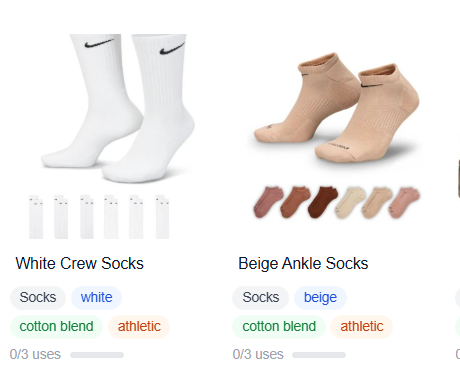 White Crew Socks
Socks white
cotton blend athletic
0/3 uses
Beige Ankle Socks
Socks beige
cotton blend athletic
0/3 uses